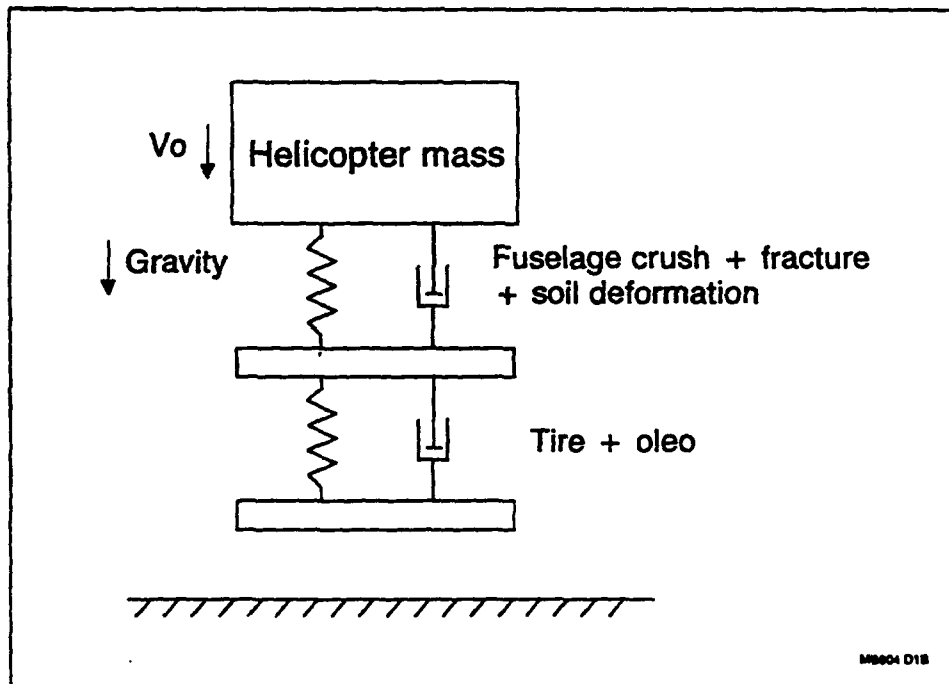 Vo
Helicopter mass
Gravity
Fuselage crush + fracture
+ soil deformation
Tire + oleo